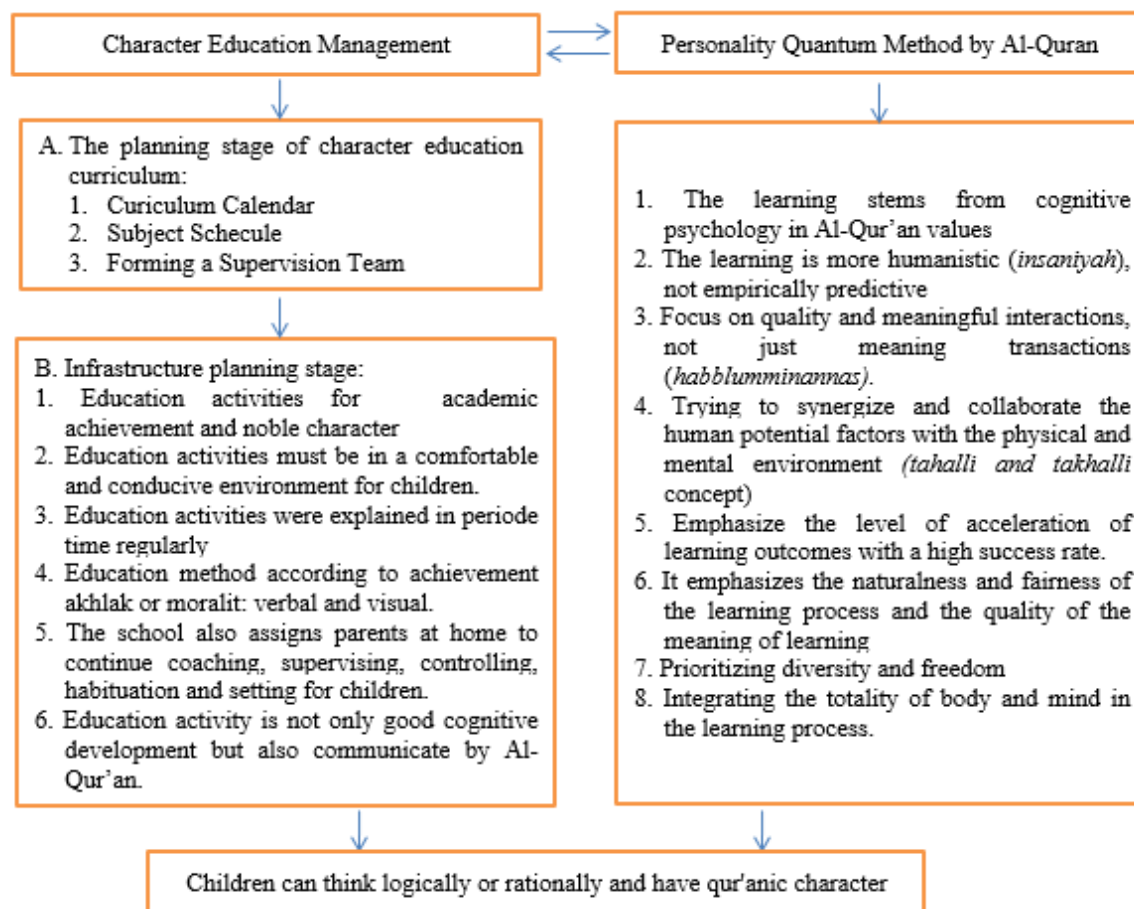 Character Education Management
Personality Quantum Method by Al-Quran
A. The planning stage of character education
curriculum:
1. Curiculum Calendar
2. Subject Schecule
3. Forming a Supervision Team
B. Infrastructure planning stage:
1. Education activities for academic
achievement and noble character
2. Education activities must be in a comfortable
and conducive environment for children.
3. Education activities were explained in periode
time regularly
4. Education method according to achievement
akhlak or moralit: verbal and visual.
5. The school also assigns parents at home to
continue coaching, supervising, controlling,
habituation and setting for children.
6. Education activity is not only good cognitive
development but also communicate by Al-
Qur’an.
1. The learning stems from cognitive
psychology in Al-Qur’an values
2. The learning is more humanistic (insaniyah),
not empirically predictive
3. Focus on quality and meaningful interactions,
not just meaning transactions
(habblumminannas).
4. Trying to synergize and collaborate the
human potential factors with the physical and
mental environment (tahalli and takhalli
concept)
5. Emphasize the level of acceleration of
learning outcomes with a high success rate.
6. It emphasizes the naturalness and fairness of
the learning process and the quality of the
meaning of learning
7. Prioritizing diversity and freedom
8. Integrating the totality of body and mind in
the learning process.
Children can think logically or rationally and have qur'anic character